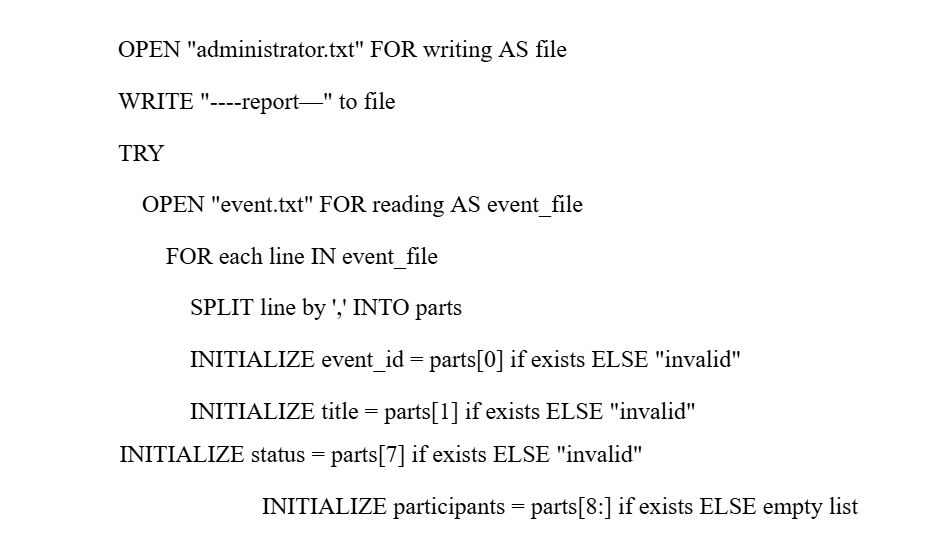 OPEN "administrator.txt" FOR writing AS file
WRITE "----report—" to file
TRY
OPEN "event.txt" FOR reading AS event_file
FOR each line IN event_file
SPLIT line by ',' INTO parts
INITIALIZE event_id = parts[0] if exists ELSE "invalid"
INITIALIZE title = parts[1] if exists ELSE "invalid"
INITIALIZE status = parts[7] if exists ELSE "invalid"
INITIALIZE participants = parts[8:] if exists ELSE empty list